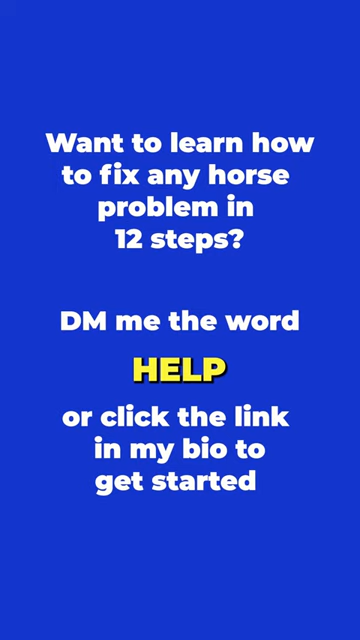 Want to learn how
to fix any horse
problem in
12 steps?
DM me the word
HELP
or click the link
in my bio to
get started